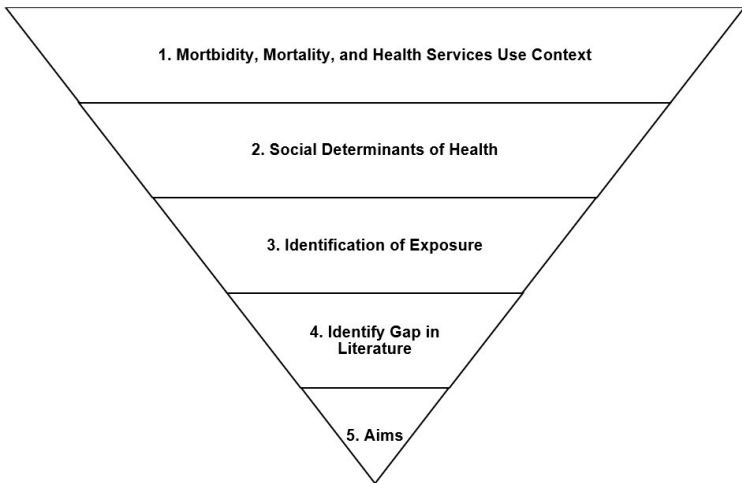 1. Mortbidity, Mortality, and Health Services Use Context
2. Social Determinants of Health
3. Identification of Exposure
4. Identify Gap in
Literature
5. Aims